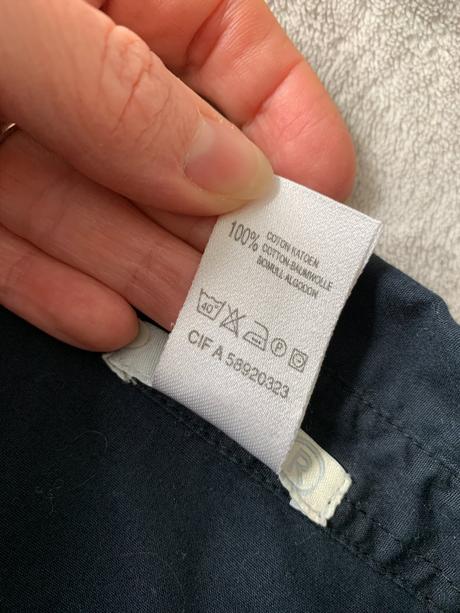 100% COTON KATOEN
COTTON-BAUMWOLLE
BOMULL ALGODON
40° P
CIF A 58920323
R